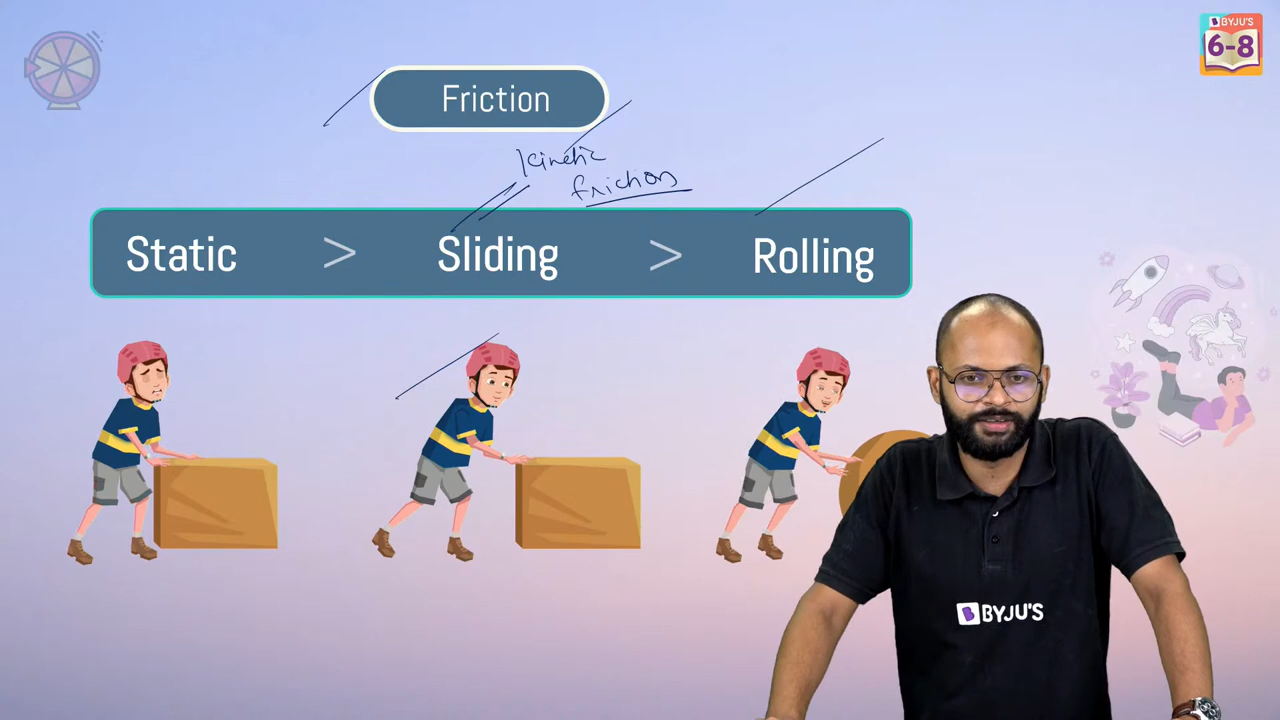 BYJU'S
6-8
Friction
kinetic
friction
Static > Sliding > Rolling
BYJU'S